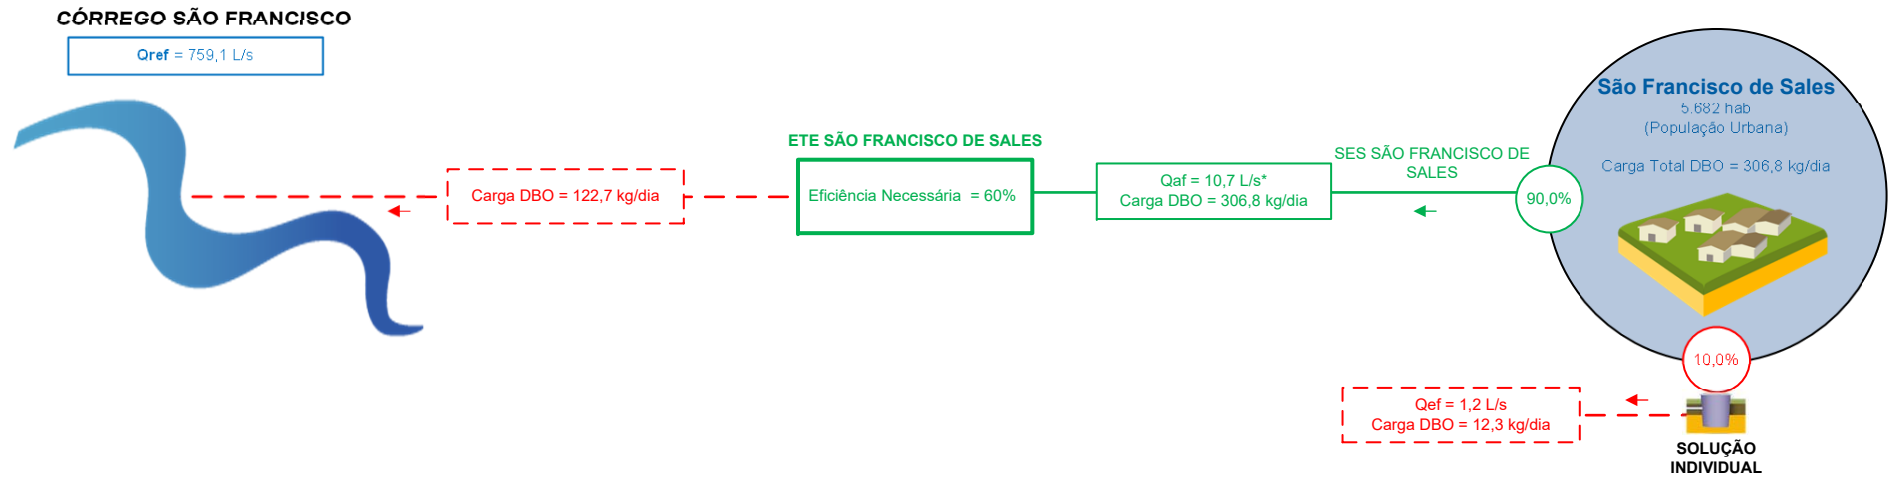 CÓRREGO SÃO FRANCISCO
Qref = 759,1 L/s
Carga DBO = 122,7 kg/dia
ETE SÃO FRANCISCO DE SALES
Eficiência Necessária = 60%
Qaf = 10,7 L/s*
Carga DBO = 306,8 kg/dia
SES SÃO FRANCISCO DE
SALES
90,0%
São Francisco de Sales
5.682 hab
(População Urbana)
Carga Total DBO = 306,8 kg/dia
10,0%
Qef = 1,2 L/s
Carga DBO = 12,3 kg/dia
SOLUÇÃO
INDIVIDUAL